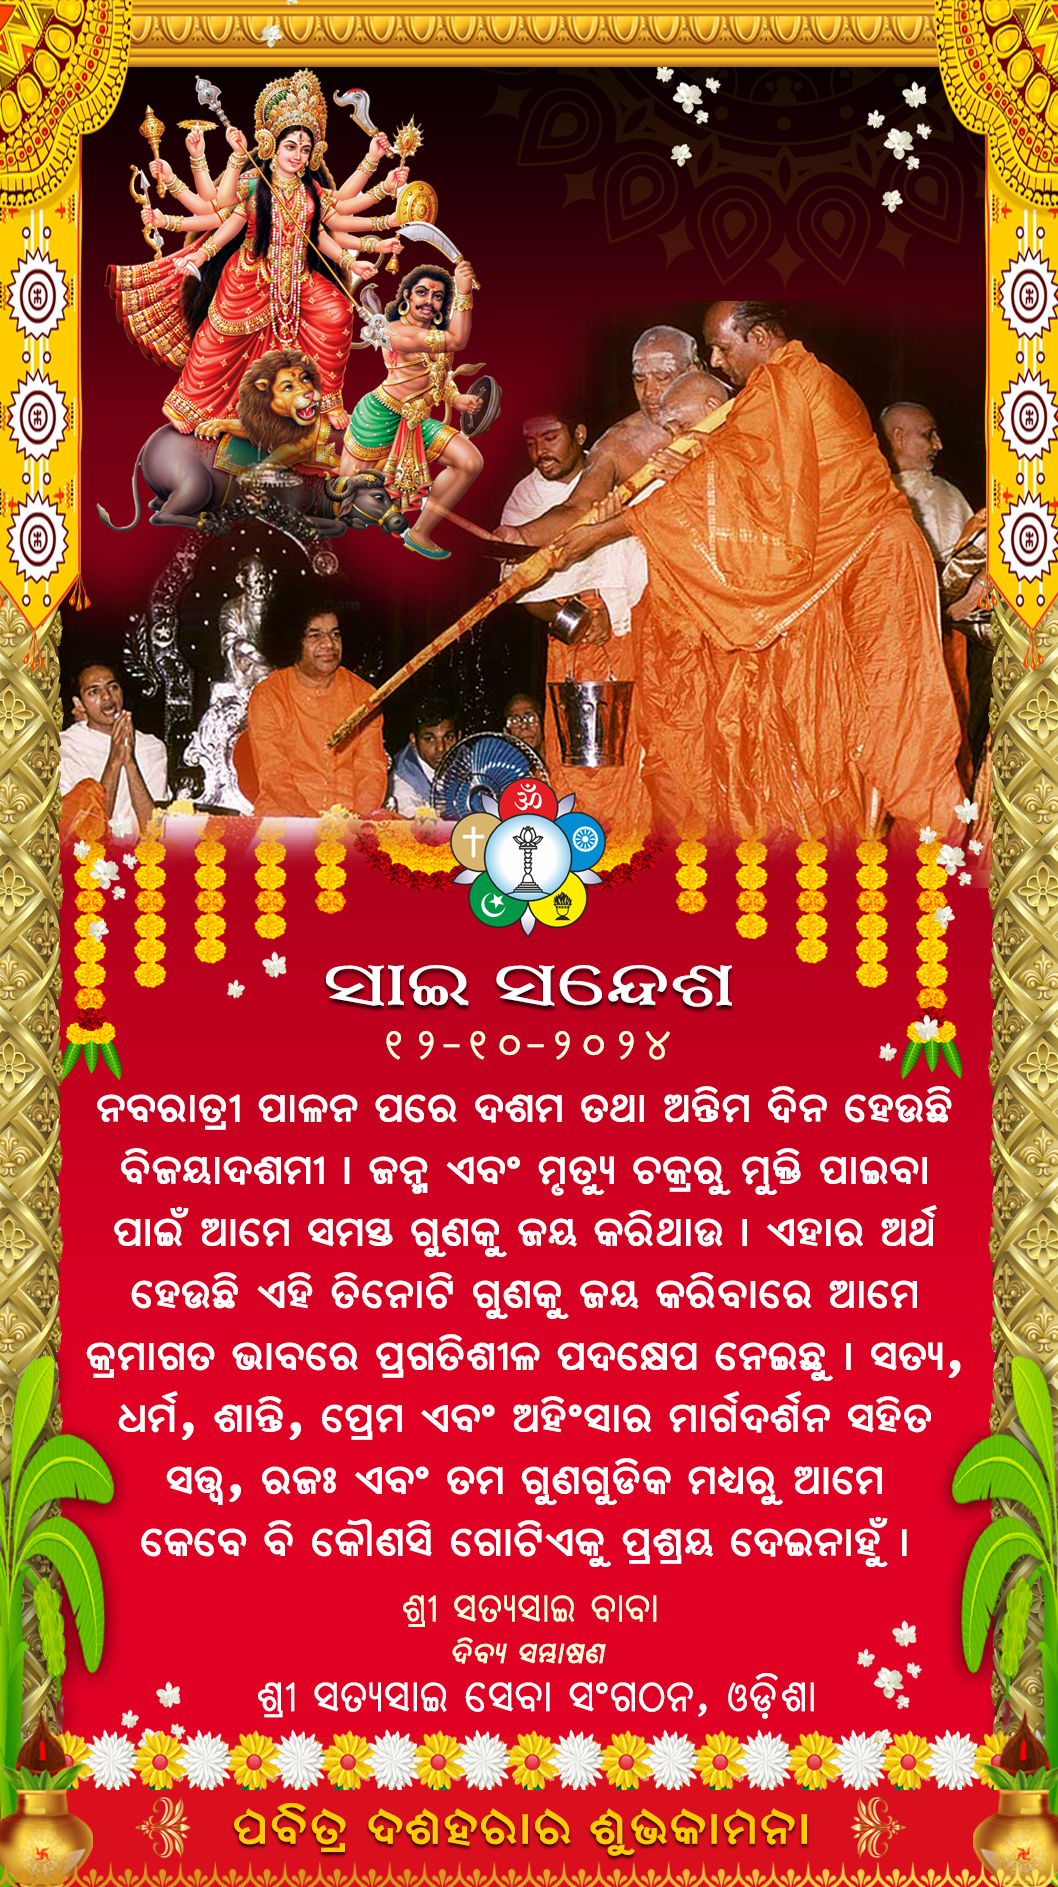 ସାଇ ସନ୍ଦେଶ
୧୨-୧୦-୨୦୨୪
ନବରାତ୍ରୀ ପାଳନ ପରେ ଦଶମ ତଥା ଅନ୍ତିମ ଦିନ ହେଉଛି
ବିଜୟାଦଶମୀ । ଜନ୍ମ ଏବଂ ମୃତ୍ୟୁ ଚକ୍ରରୁ ମୁକ୍ତି ପାଇବା
ପାଇଁ ଆମେ ସମସ୍ତ ଗୁଣକୁ ଜୟ କରିଥାଉ । ଏହାର ଅର୍ଥ
ହେଉଛି ଏହି ତିନୋଟି ଗୁଣକୁ ଜୟ କରିବାରେ ଆମେ
କ୍ରମାଗତ ଭାବରେ ପ୍ରଗତିଶୀଳ ପଦକ୍ଷେପ ନେଇଛୁ । ସତ୍ୟ,
ଧର୍ମ, ଶାନ୍ତି, ପ୍ରେମ ଏବଂ ଅହିଂସାର ମାର୍ଗଦର୍ଶନ ସହିତ
ସତ୍ତ୍ୱ, ରଜଃ ଏବଂ ତମ ଗୁଣଗୁଡିକ ମଧ୍ୟରୁ ଆମେ
କେବେ ବି କୌଣସି ଗୋଟିଏକୁ ପ୍ରଶ୍ରୟ ଦେଇନାହୁଁ ।
ଶ୍ରୀ ସତ୍ୟସାଇ ବାବା
ଦିବ୍ୟ ସମ୍ଭାଷଣ
ଶ୍ରୀ ସତ୍ୟସାଇ ସେବା ସଂଗଠନ, ଓଡ଼ିଶା
ପବିତ୍ର ଦଶହରାର ଶୁଭକାମନା